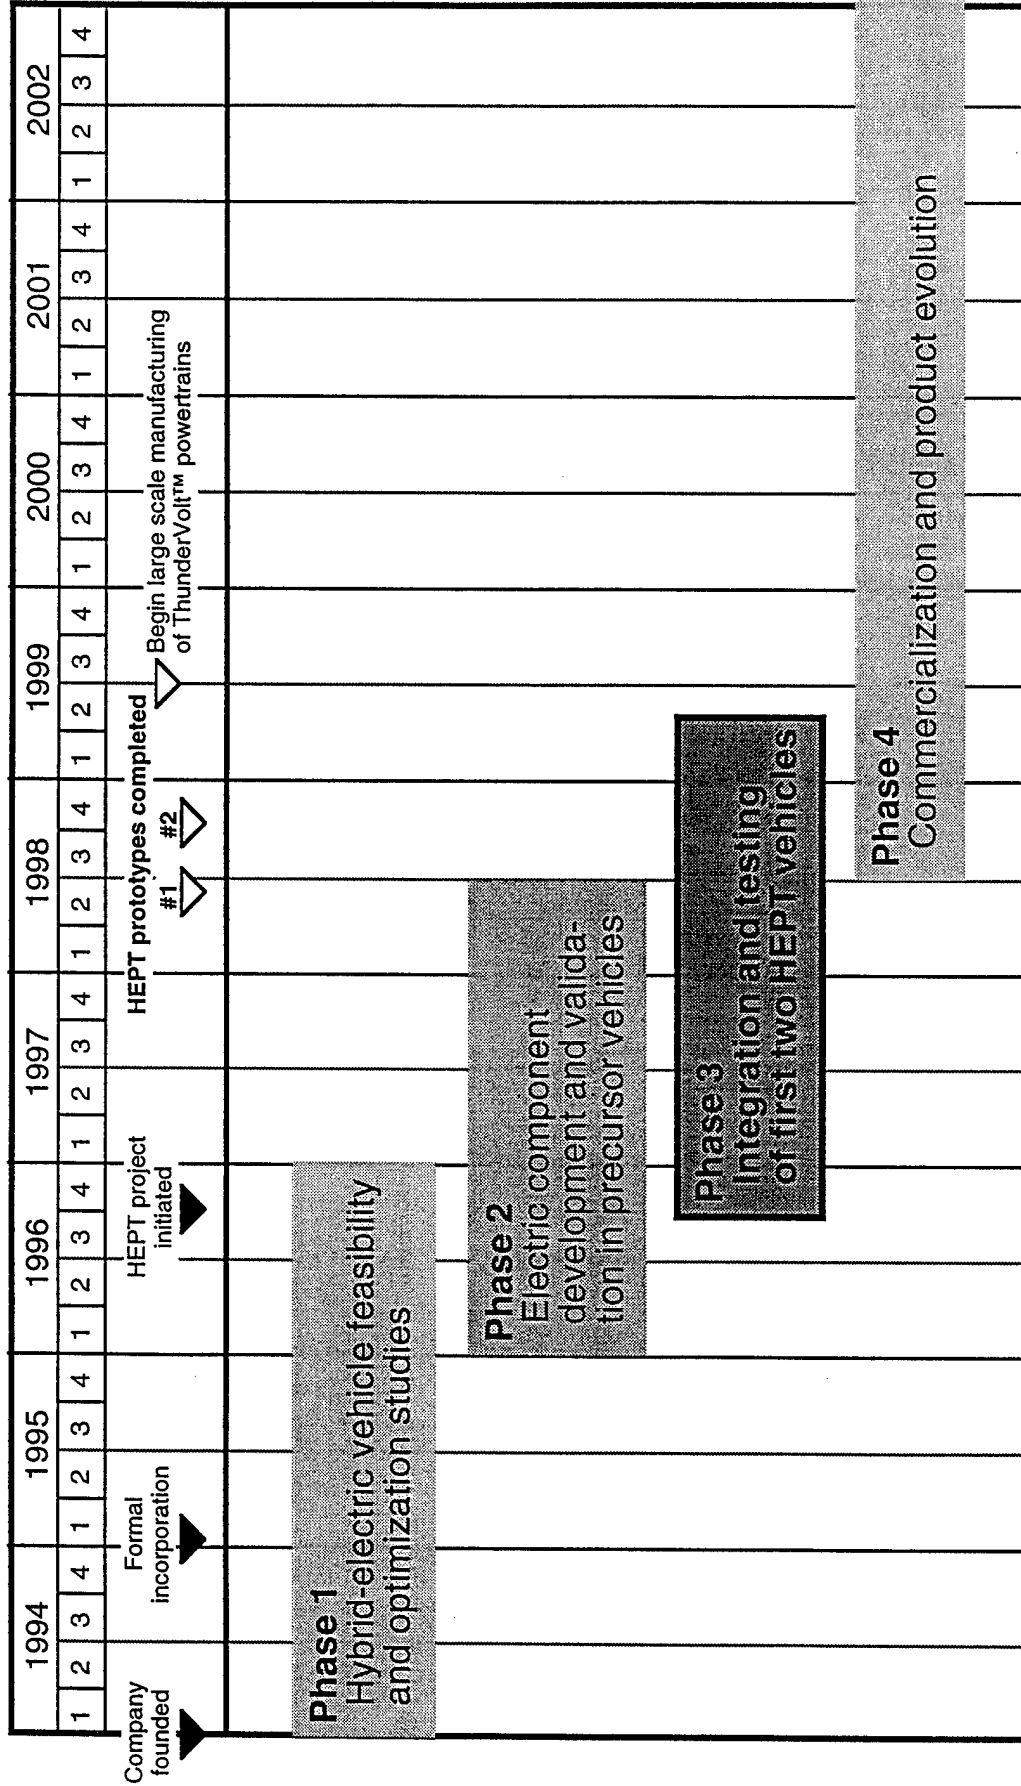 1994 1995 1996 1997 1998 1999 2000 2001 2002
1 2 3 4 1 2 3 4 1 2 3 4 1 2 3 4 1 2 3 4 1 2 3 4 1 2 3 4 1 2 3 4 1 2 3 4
Company
founded
Formal
incorporation
HEPT project
initiated
HEPT prototypes completed
#1 #2
Begin large scale manufacturing
of ThunderVolt™ powertrains
Phase 1
Hybrid-electric vehicle feasibility
and optimization studies
Phase 2
Electric component
development and valida-
tion in precursor vehicles
Phase 3
Integration and testing
of first two HEPT vehicles
Phase 4
Commercialization and product evolution